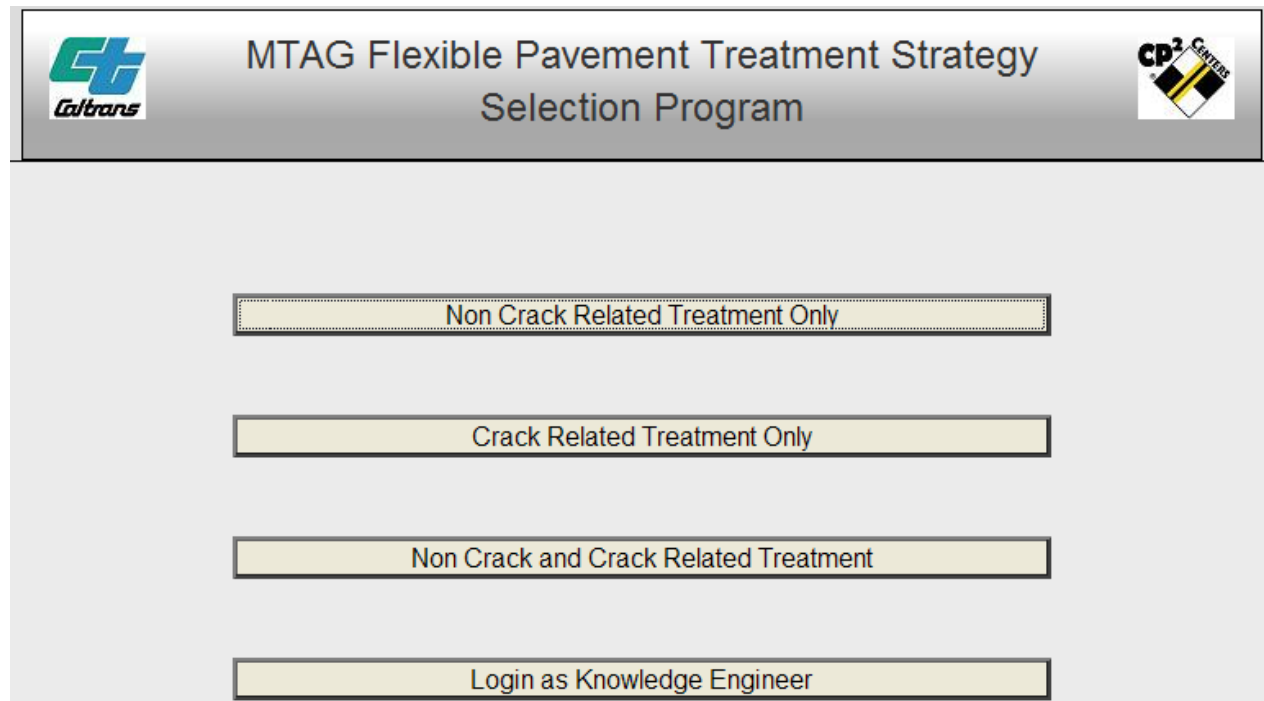 MTAG Flexible Pavement Treatment Strategy
Selection Program
Caltrans
CP2 CENTERS
Non Crack Related Treatment Only
Crack Related Treatment Only
Non Crack and Crack Related Treatment
Login as Knowledge Engineer